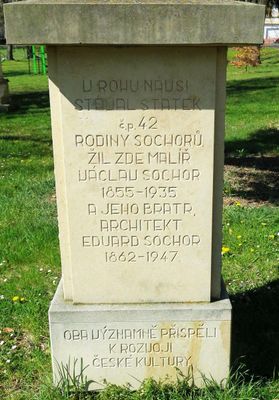 U ROHU NÁVSI
STÁVAL STATEK
č.p. 42
RODINY SOCHORŮ
ŽIL ZDE MALÍŘ
VÁCLAV SOCHOR
1855-1935
A JEHO BRATR,
ARCHITEKT
EDUARD SOCHOR
1862-1947
OBA VÝZNAMNĚ PŘISPĚLI
K ROZVOJI
ČESKÉ KULTURY